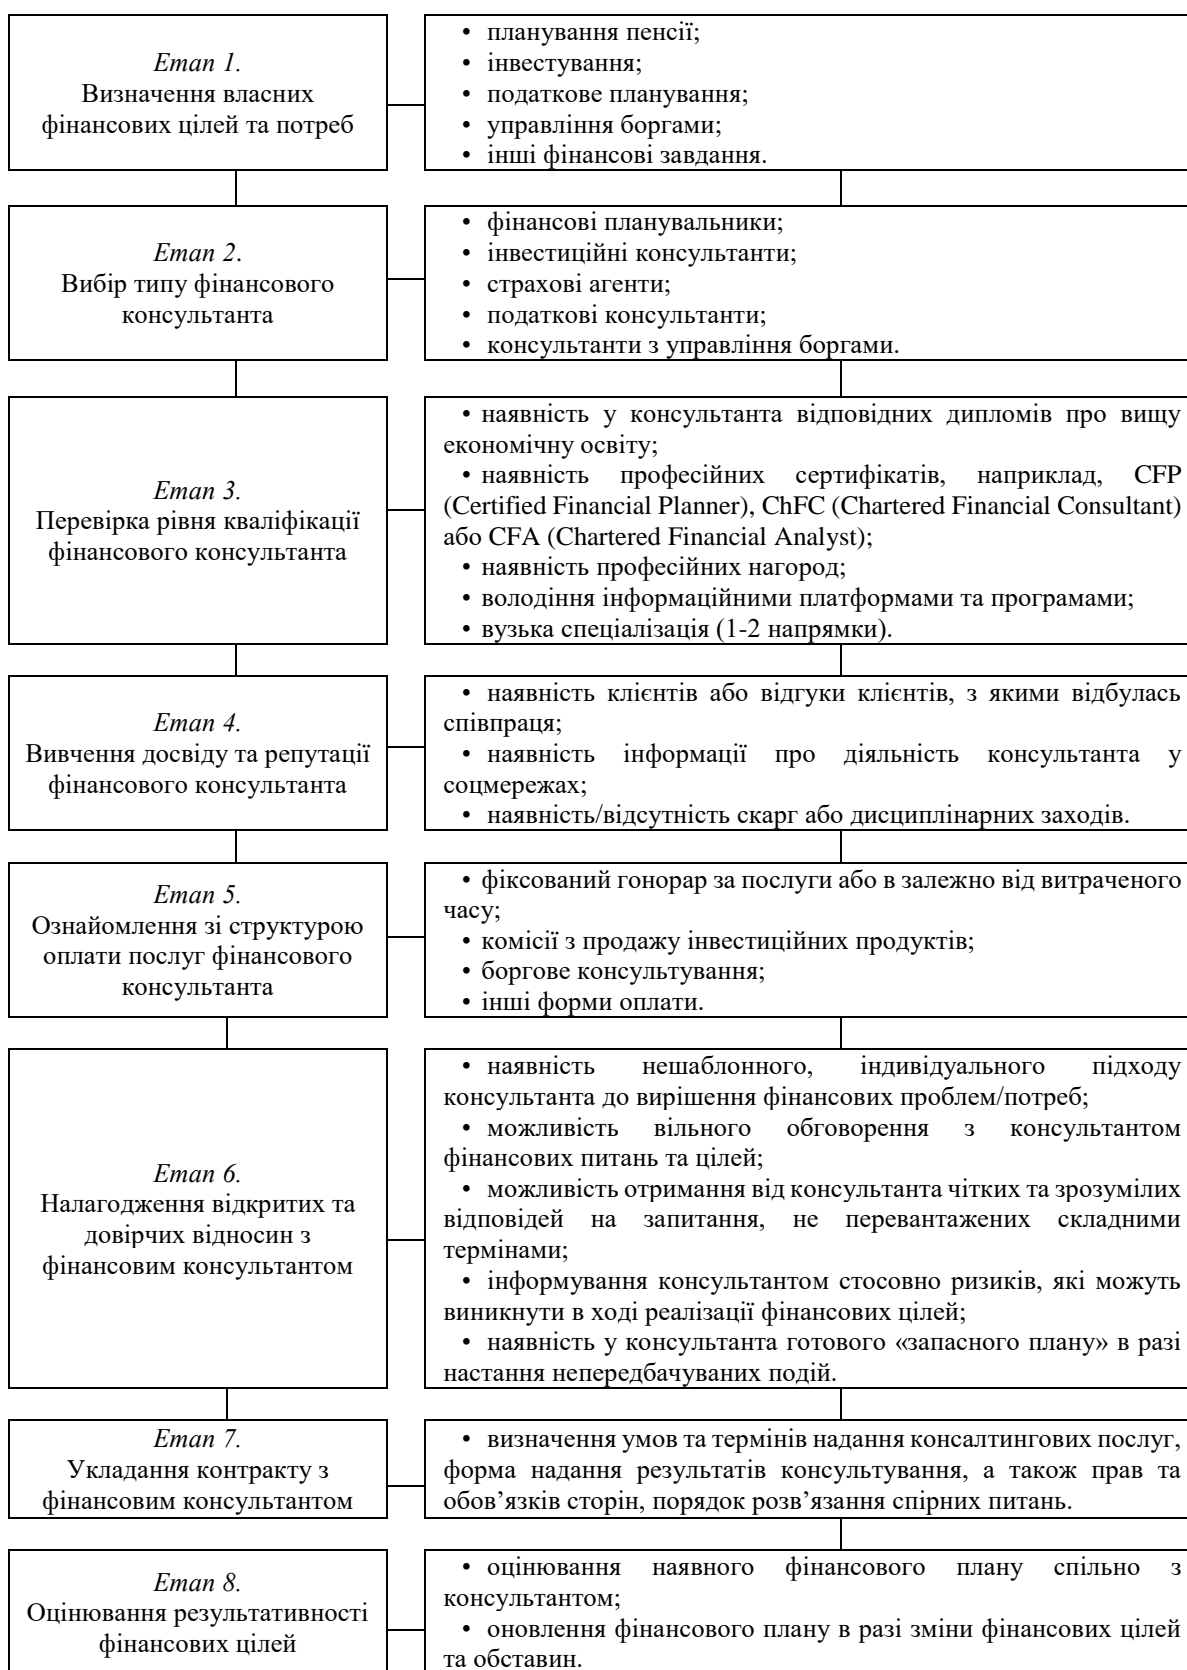 Етап 1.
Визначення власних
фінансових цілей та потреб
• планування пенсії;
• інвестування;
• податкове планування;
• управління боргами;
• інші фінансові завдання.
Етап 2.
Вибір типу фінансового
консультанта
• фінансові планувальники;
• інвестиційні консультанти;
• страхові агенти;
• податкові консультанти;
• консультанти з управління боргами.
Етап 3.
Перевірка рівня кваліфікації
фінансового консультанта
• наявність у консультанта відповідних дипломів про вищу
економічну освіту;
• наявність професійних сертифікатів, наприклад, CFP
(Certified Financial Planner), ChFC (Chartered Financial Consultant)
або CFA (Chartered Financial Analyst);
• наявність професійних нагород;
• володіння інформаційними платформами та програмами;
• вузька спеціалізація (1-2 напрямки).
Етап 4.
Вивчення досвіду та репутації
фінансового консультанта
• наявність клієнтів або відгуки клієнтів, з якими відбулась
співпраця;
• наявність інформації про діяльність консультанта у
соцмережах;
• наявність/відсутність скарг або дисциплінарних заходів.
Етап 5.
Ознайомлення зі структурою
оплати послуг фінансового
консультанта
• фіксований гонорар за послуги або в залежно від витраченого
часу;
• комісії з продажу інвестиційних продуктів;
• боргове консультування;
• інші форми оплати.
Етап 6.
Налагодження відкритих та
довірчих відносин з
фінансовим консультантом
• наявність нешаблонного, індивідуального підходу
консультанта до вирішення фінансових проблем/потреб;
• можливість вільного обговорення з консультантом
фінансових питань та цілей;
• можливість отримання від консультанта чітких та зрозумілих
відповідей на запитання, не перевантажених складними
термінами;
• інформування консультантом стосовно ризиків, які можуть
виникнути в ході реалізації фінансових цілей;
• наявність у консультанта готового «запасного плану» в разі
настання непередбачуваних подій.
Етап 7.
Укладання контракту з
фінансовим консультантом
• визначення умов та термінів надання консалтингових послуг,
форма надання результатів консультування, а також прав та
обов’язків сторін, порядок розв’язання спірних питань.
Етап 8.
Оцінювання результативності
фінансових цілей
• оцінювання наявного фінансового плану спільно з
консультантом;
• оновлення фінансового плану в разі зміни фінансових цілей
та обставин.